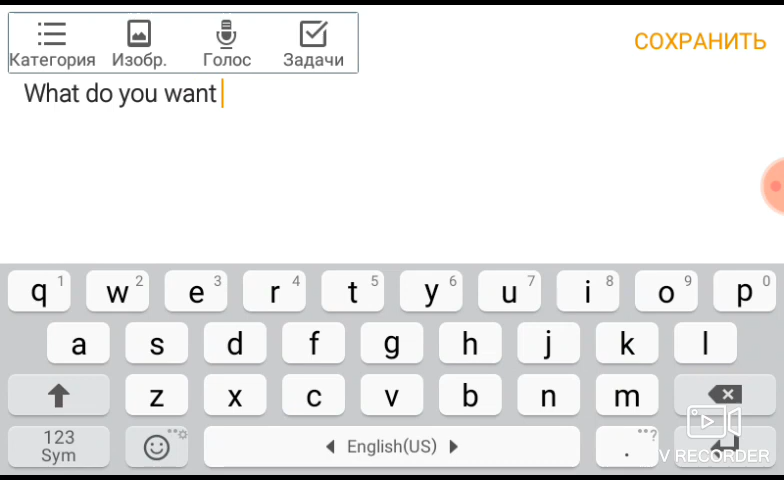 Категория Изобр. Голос Задачи
СОХРАНИТЬ
What do you want
q 1 w 2 e 3 r 4 t 5 y 6 u 7 i 8 o 9 p 0
a s d f g h j k l
z x c v b n m
123
Sym
English(US)
. ?
V RECORDER